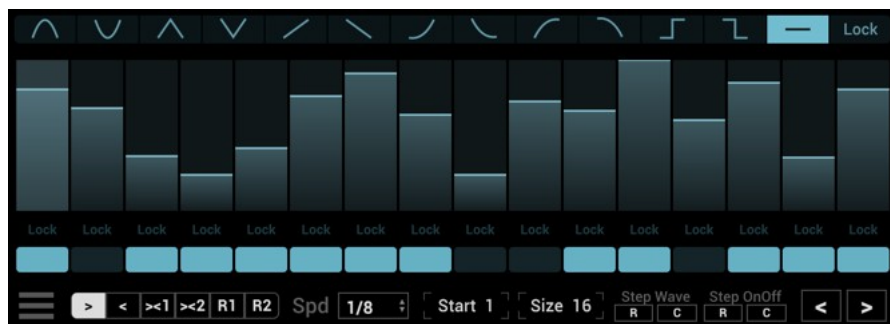 Lock
Lock Lock Lock Lock Lock Lock Lock Lock Lock Lock Lock Lock Lock Lock Lock Lock
> < ><1 ><2 R1 R2 Spd 1/8 Start 1 Size 16 Step Wave Step OnOff < >
R C R C